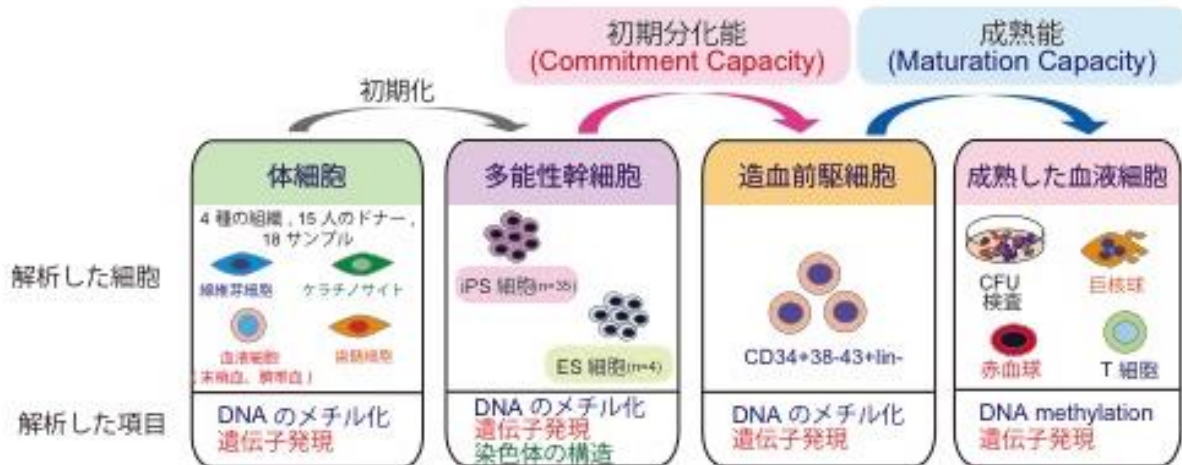 初期分化能
(Commitment Capacity)
成熟能
(Maturation Capacity)
初期化
体細胞
多能性幹細胞
造血前駆細胞
成熟した血液細胞
解析した細胞
4 種の組織 , 15 人のドナー ,
18 サンプル
線維芽細胞
ケラチノサイト
血液細胞
(末梢血、臍帯血)
歯髄細胞
iPS 細胞(n=35)
ES 細胞(n=4)
CD34+38-43+lin-
CFU
検査
巨核球
赤血球
T 細胞
解析した項目
DNA のメチル化
遺伝子発現
DNA のメチル化
遺伝子発現
染色体の構造
DNA のメチル化
遺伝子発現
DNA methylation
遺伝子発現